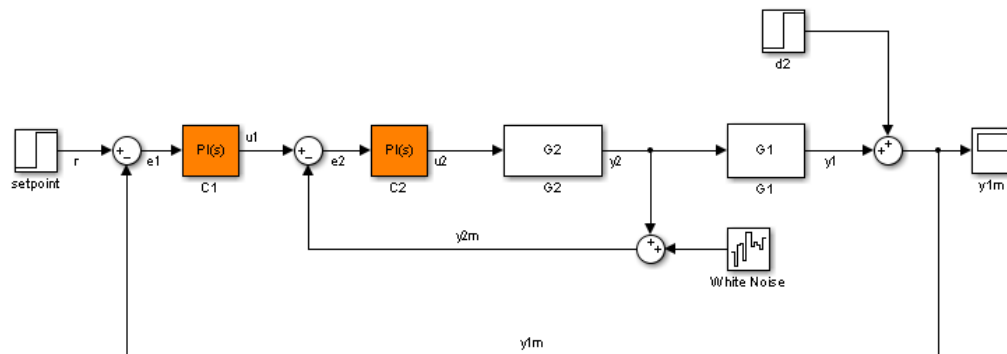 d2
setpoint
r
+
−
e1
PI(s)
C1
u1
+
−
e2
PI(s)
C2
u2
G2
G2
y2
G1
G1
y1
+
+
y1m
y2m
+
+
White Noise
y1m